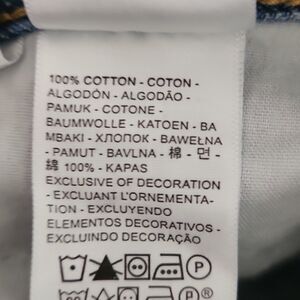 100% COTTON - COTON -
ALGODÓN - ALGODÃO -
PAMUK - COTONE -
BAUMWOLLE - KATOEN - BA
MBAKI - ХЛОПОК - BAWEŁNA
- PAMUT - BAVLNA - 棉 - 면 -
綿 100% - KAPAS
EXCLUSIVE OF DECORATION
- EXCLUANT L'ORNEMENTA-
TION - EXCLUYENDO
ELEMENTOS DECORATIVOS -
EXCLUINDO DECORAÇÃO
P